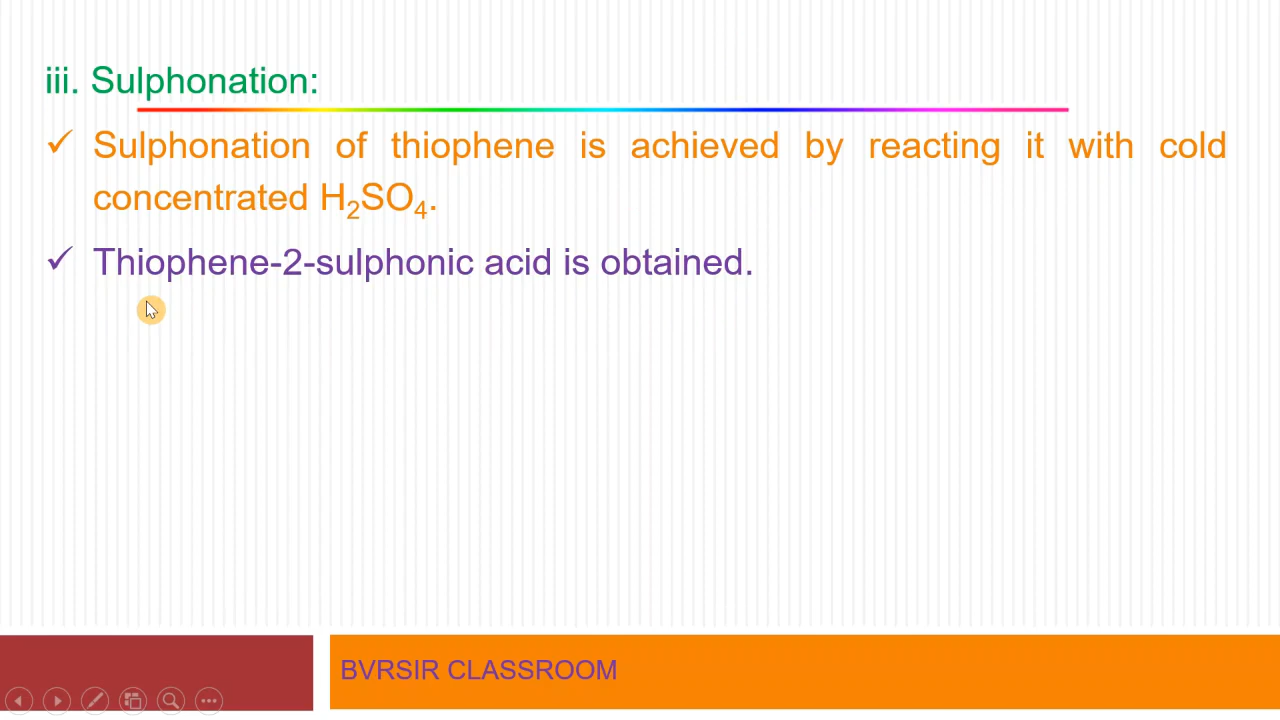 iii. Sulphonation:
✓ Sulphonation of thiophene is achieved by reacting it with cold
concentrated H₂SO₄.
✓ Thiophene-2-sulphonic acid is obtained.
BVRSIR CLASSROOM